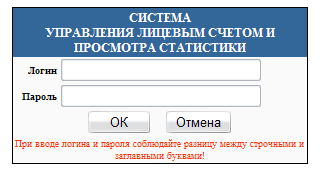 СИСТЕМА
УПРАВЛЕНИЯ ЛИЦЕВЫМ СЧЕТОМ И
ПРОСМОТРА СТАТИСТИКИ
Логин
Пароль
OK Отмена
При вводе логина и пароля соблюдайте разницу между строчными и
заглавными буквами!